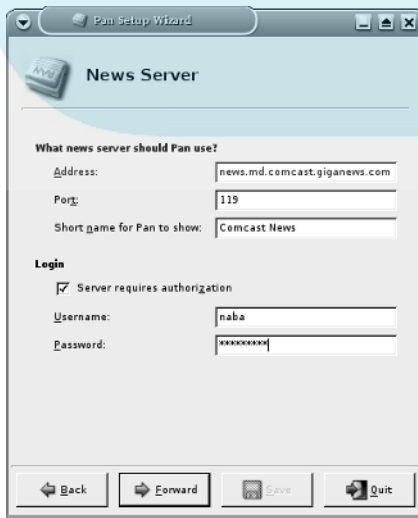 Pan Setup Wizard
News Server
What news server should Pan use?
Address: news.md.comcast.giganews.com
Port: 119
Short name for Pan to show: Comcast News
Login
Server requires authorization
Username: naba
Password: *********
Back Forward Save Quit